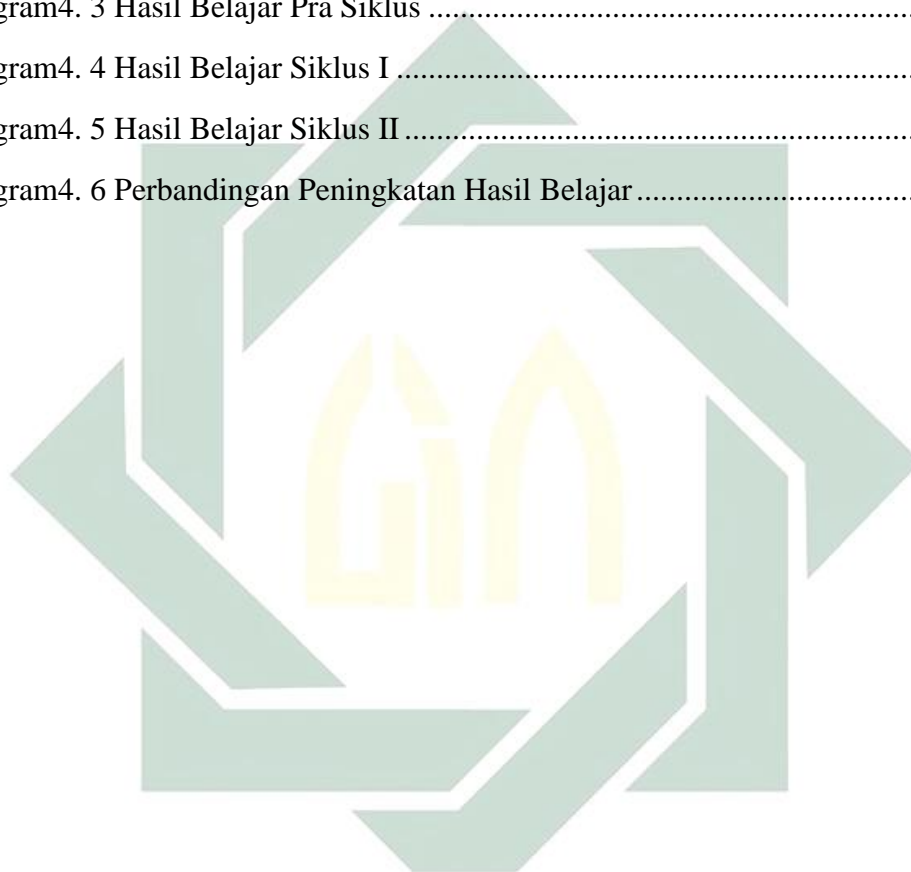 gram4. 3 Hasil Belajar Pra Siklus ................................................................
gram4. 4 Hasil Belajar Siklus I ....................................................................
gram4. 5 Hasil Belajar Siklus II ...................................................................
gram4. 6 Perbandingan Peningkatan Hasil Belajar ...................................
UIN